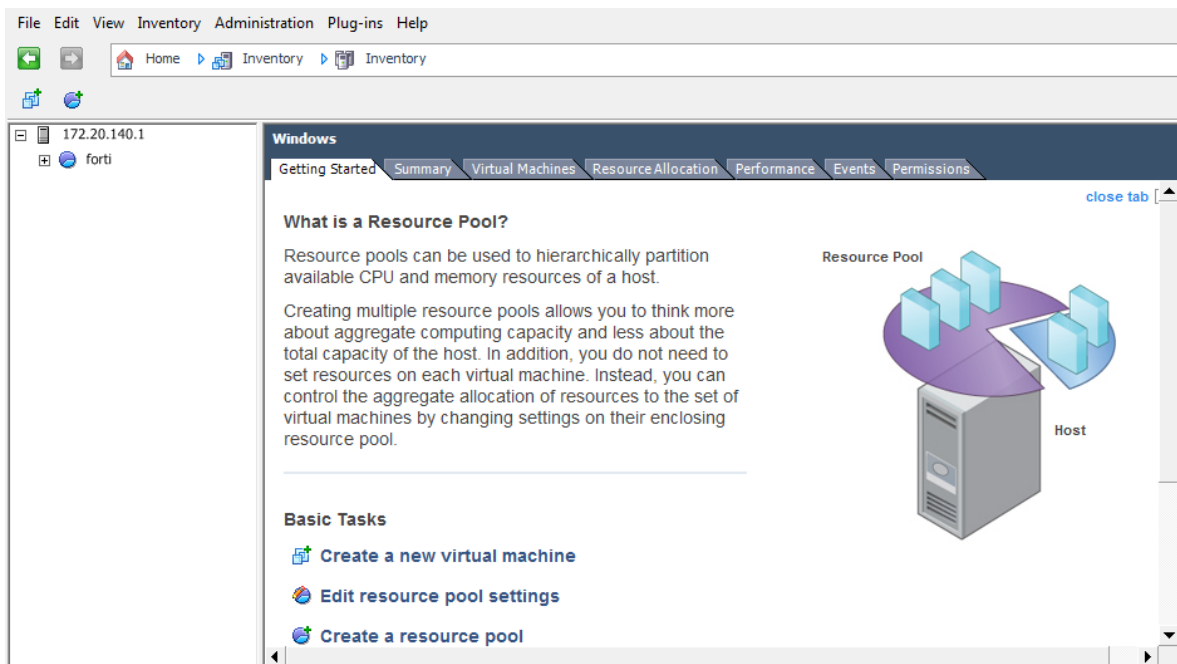 File Edit View Inventory Administration Plug-ins Help
Home Inventory Inventory
172.20.140.1
forti
Windows
Getting Started Summary Virtual Machines Resource Allocation Performance Events Permissions
close tab [
What is a Resource Pool?
Resource pools can be used to hierarchically partition
available CPU and memory resources of a host.
Creating multiple resource pools allows you to think more
about aggregate computing capacity and less about the
total capacity of the host. In addition, you do not need to
set resources on each virtual machine. Instead, you can
control the aggregate allocation of resources to the set of
virtual machines by changing settings on their enclosing
resource pool.
Resource Pool
Host
Basic Tasks
Create a new virtual machine
Edit resource pool settings
Create a resource pool